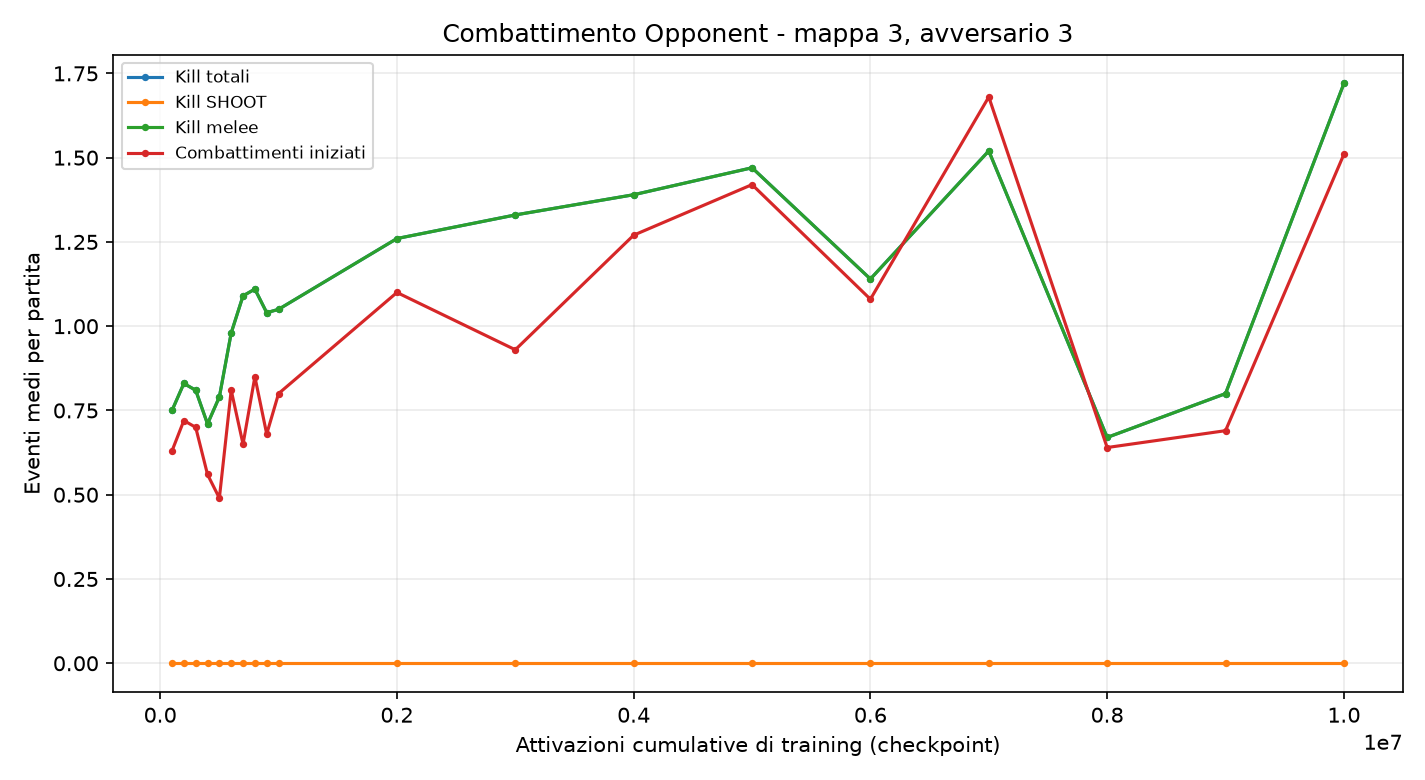 Combattimento Opponent - mappa 3, avversario 3
Kill totali
Kill SHOOT
Kill melee
Combattimenti iniziati
Eventi medi per partita
1.75
1.50
1.25
1.00
0.75
0.50
0.25
0.00
0.0 0.2 0.4 0.6 0.8 1.0
1e7
Attivazioni cumulative di training (checkpoint)